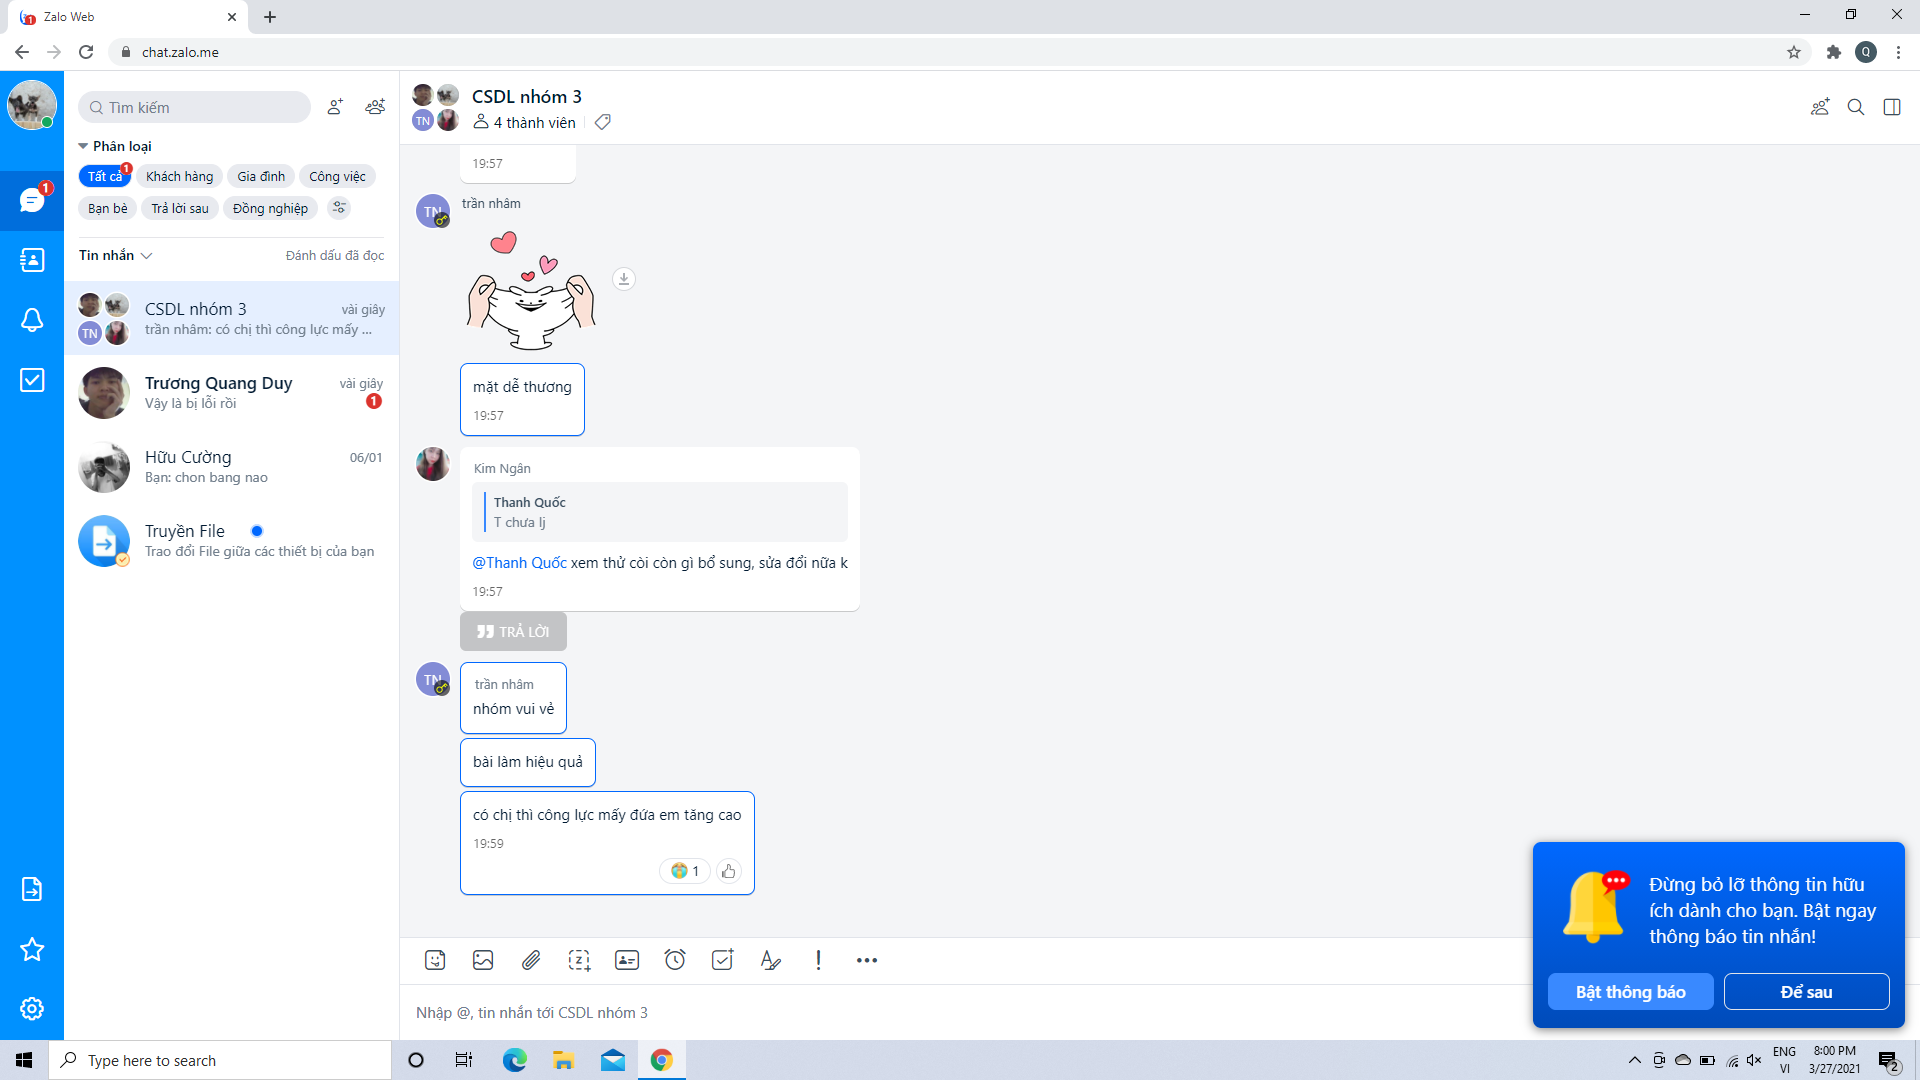 Zalo Web
chat.zalo.me
Q
1
Tìm kiếm
Phân loại
Tất cả
1
Khách hàng
Gia đình
Công việc
Bạn bè
Trả lời sau
Đồng nghiệp
Tin nhắn
Đánh dấu đã đọc
CSDL nhóm 3
vài giây
TN
trần nhâm: có chị thì công lực mấy ...
Trương Quang Duy
vài giây
Vậy là bị lỗi rồi
1
Hữu Cường
06/01
Bạn: chon bang nao
Truyền File
Trao đổi File giữa các thiết bị của bạn
TN
CSDL nhóm 3
4 thành viên
19:57
TN
trần nhâm
mặt dễ thương
19:57
Kim Ngân
Thanh Quốc
T chưa lj
@Thanh Quốc xem thử còi còn gì bổ sung, sửa đổi nữa k
19:57
TRẢ LỜI
TN
trần nhâm
nhóm vui vẻ
bài làm hiệu quả
có chị thì công lực mấy đứa em tăng cao
19:59
1
Đừng bỏ lỡ thông tin hữu
ích dành cho bạn. Bật ngay
thông báo tin nhắn!
Bật thông báo
Để sau
Nhập @, tin nhắn tới CSDL nhóm 3
Type here to search
ENG
VI
8:00 PM
3/27/2021
2